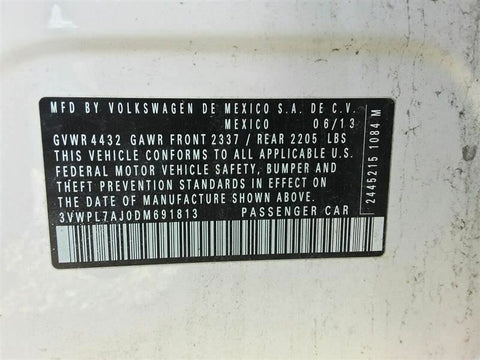 MFD BY VOLKSWAGEN DE MEXICO S.A. DE C.V.
MEXICO 06/13
GVWR 4432 GAWR FRONT 2337 / REAR 2205 LBS
THIS VEHICLE CONFORMS TO ALL APPLICABLE U.S.
FEDERAL MOTOR VEHICLE SAFETY, BUMPER AND
THEFT PREVENTION STANDARDS IN EFFECT ON
THE DATE OF MANUFACTURE SHOWN ABOVE.
3VWPL7AJ0DM691813 PASSENGER CAR
2445215 1084 M